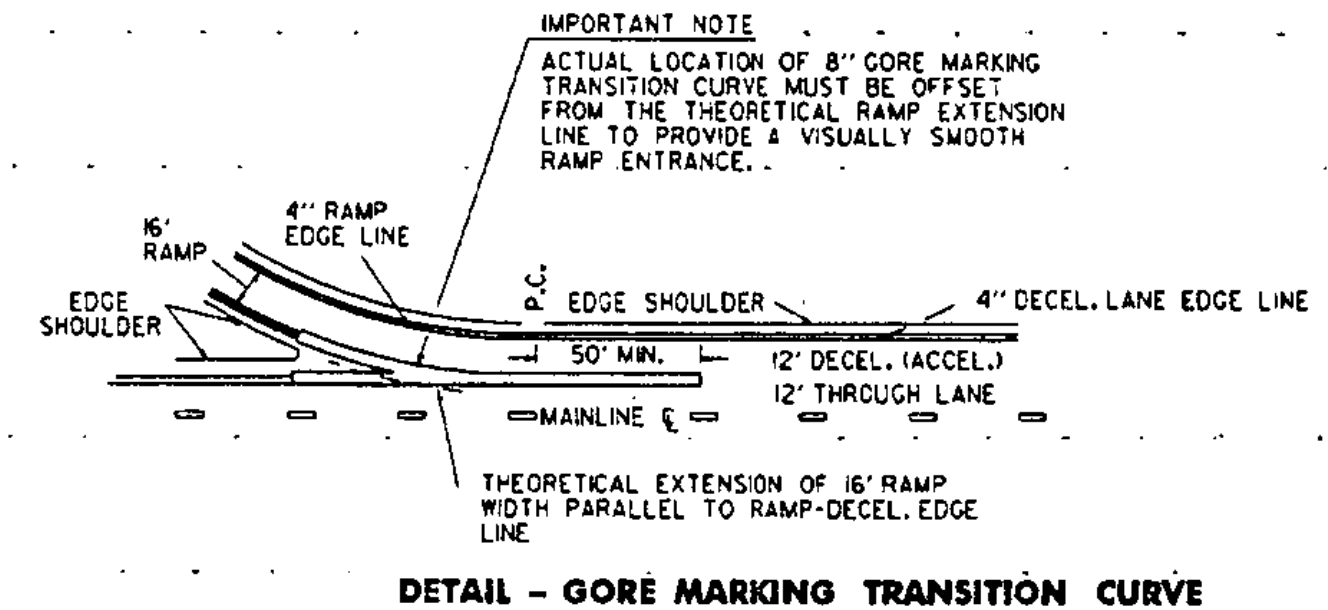 IMPORTANT NOTE
ACTUAL LOCATION OF 8" GORE MARKING
TRANSITION CURVE MUST BE OFFSET
FROM THE THEORETICAL RAMP EXTENSION
LINE TO PROVIDE A VISUALLY SMOOTH
RAMP ENTRANCE.
16'
RAMP
4" RAMP
EDGE LINE
EDGE
SHOULDER
P.C.
EDGE SHOULDER
4" DECEL. LANE EDGE LINE
50' MIN.
12' DECEL. (ACCEL.)
12' THROUGH LANE
MAINLINE ℄
THEORETICAL EXTENSION OF 16' RAMP
WIDTH PARALLEL TO RAMP-DECEL. EDGE
LINE
DETAIL - GORE MARKING TRANSITION CURVE